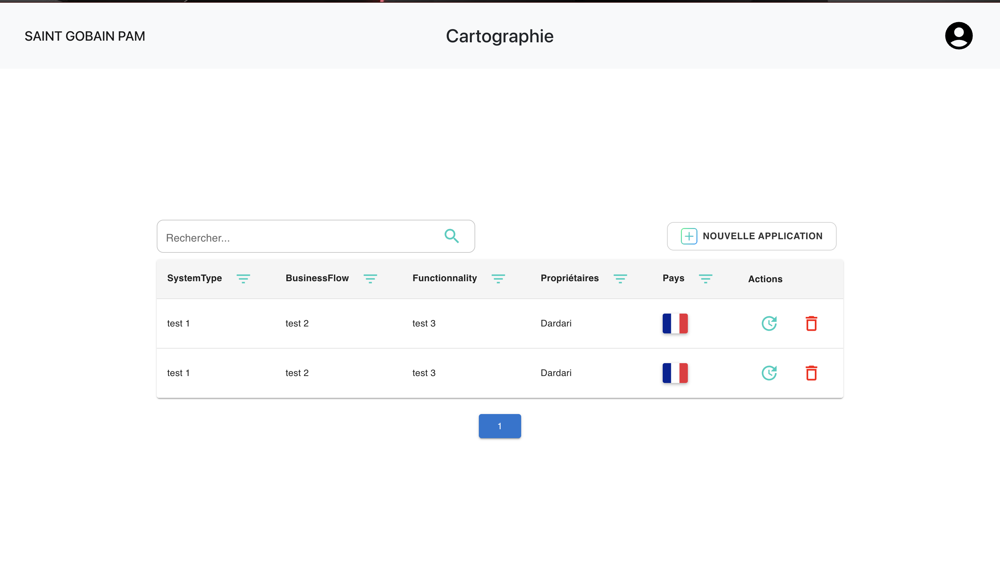 SAINT GOBAIN PAM
Cartographie
Rechercher...
NOUVELLE APPLICATION
SystemType BusinessFlow Functionnality Propriétaires Pays Actions
test 1 test 2 test 3 Dardari
test 1 test 2 test 3 Dardari
1